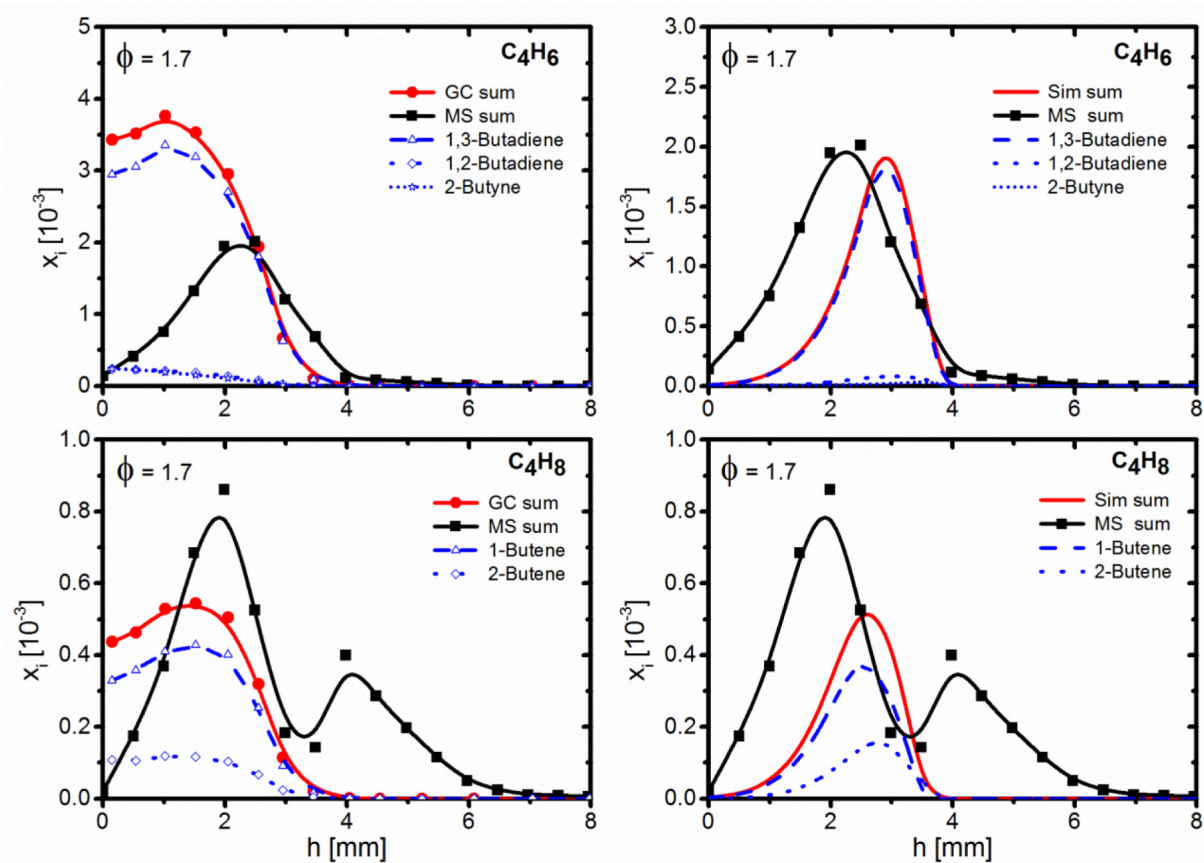 ϕ = 1.7
C₄H₆
GC sum
MS sum
1,3-Butadiene
1,2-Butadiene
2-Butyne
xᵢ [10⁻³]
5
4
3
2
1
0
0 2 4 6 8
ϕ = 1.7
C₄H₆
Sim sum
MS sum
1,3-Butadiene
1,2-Butadiene
2-Butyne
xᵢ [10⁻³]
3.0
2.5
2.0
1.5
1.0
0.5
0.0
0 2 4 6 8
ϕ = 1.7
C₄H₈
GC sum
MS sum
1-Butene
2-Butene
xᵢ [10⁻³]
1.0
0.8
0.6
0.4
0.2
0.0
0 2 4 6 8
h [mm]
ϕ = 1.7
C₄H₈
Sim sum
MS sum
1-Butene
2-Butene
xᵢ [10⁻³]
1.0
0.8
0.6
0.4
0.2
0.0
0 2 4 6 8
h [mm]